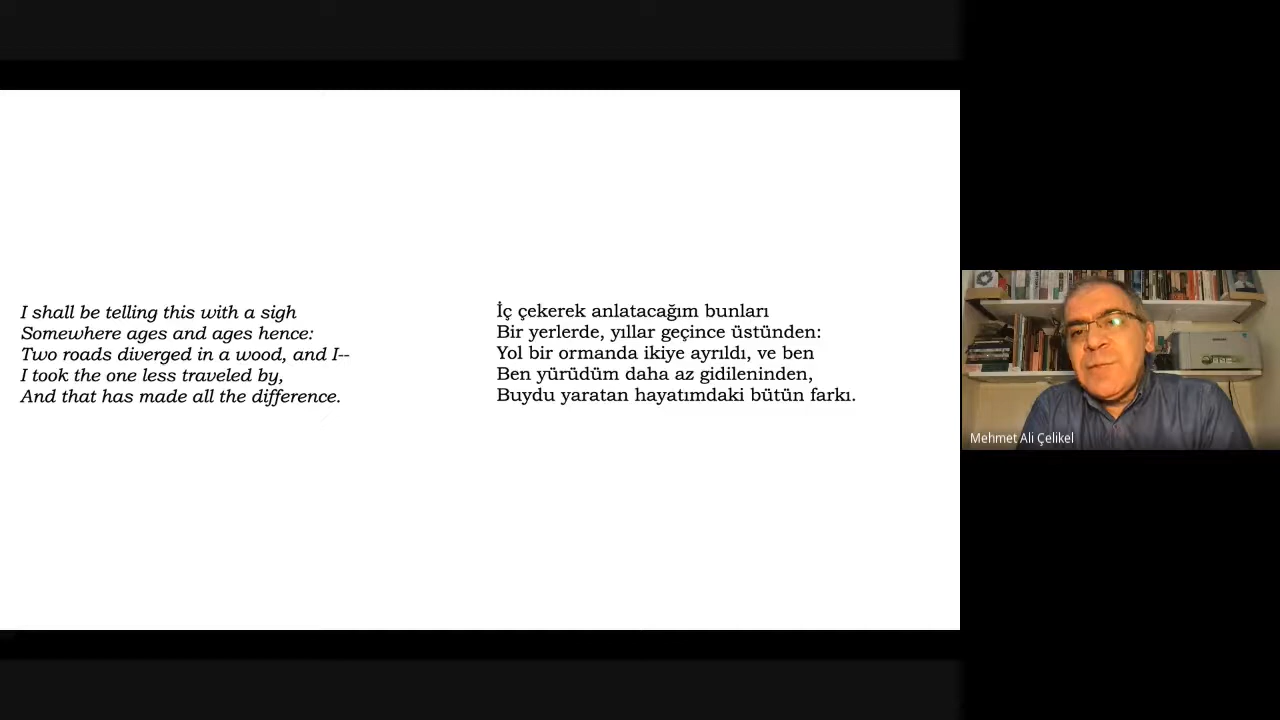 I shall be telling this with a sigh
Somewhere ages and ages hence:
Two roads diverged in a wood, and I--
I took the one less traveled by,
And that has made all the difference.
İç çekerek anlatacağım bunları
Bir yerlerde, yıllar geçince üstünden:
Yol bir ormanda ikiye ayrıldı, ve ben
Ben yürüdüm daha az gidileninden,
Buydu yaratan hayatımdaki bütün farkı.
Mehmet Ali Çelikel